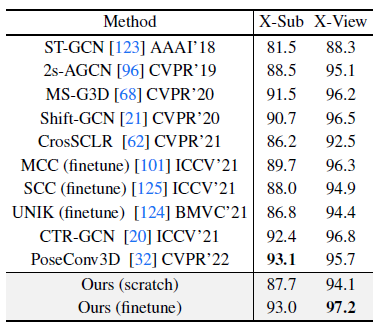 Method X-Sub X-View
ST-GCN [123] AAAI'18 81.5 88.3
2s-AGCN [96] CVPR'19 88.5 95.1
MS-G3D [68] CVPR'20 91.5 96.2
Shift-GCN [21] CVPR'20 90.7 96.5
CrosSCLR [62] CVPR'21 86.2 92.5
MCC (finetune) [101] ICCV'21 89.7 96.3
SCC (finetune) [125] ICCV'21 88.0 94.9
UNIK (finetune) [124] BMVC'21 86.8 94.4
CTR-GCN [20] ICCV'21 92.4 96.8
PoseConv3D [32] CVPR'22 93.1 95.7
Ours (scratch) 87.7 94.1
Ours (finetune) 93.0 97.2